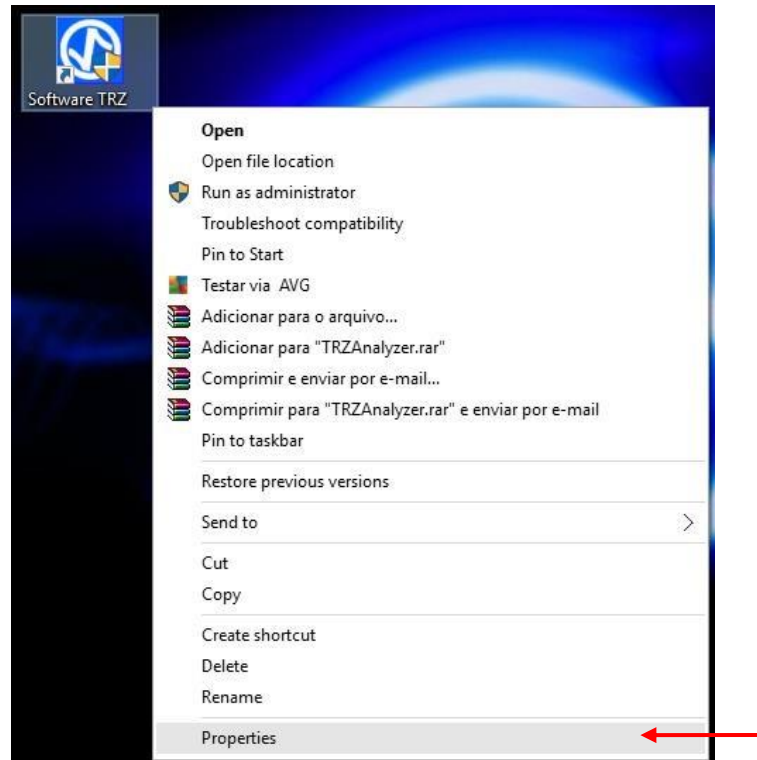 Software TRZ
Open
Open file location
Run as administrator
Troubleshoot compatibility
Pin to Start
Testar via  AVG
Adicionar para o arquivo...
Adicionar para "TRZAnalyzer.rar"
Comprimir e enviar por e-mail...
Comprimir para "TRZAnalyzer.rar" e enviar por e-mail
Pin to taskbar
Restore previous versions
Send to
Cut
Copy
Create shortcut
Delete
Rename
Properties